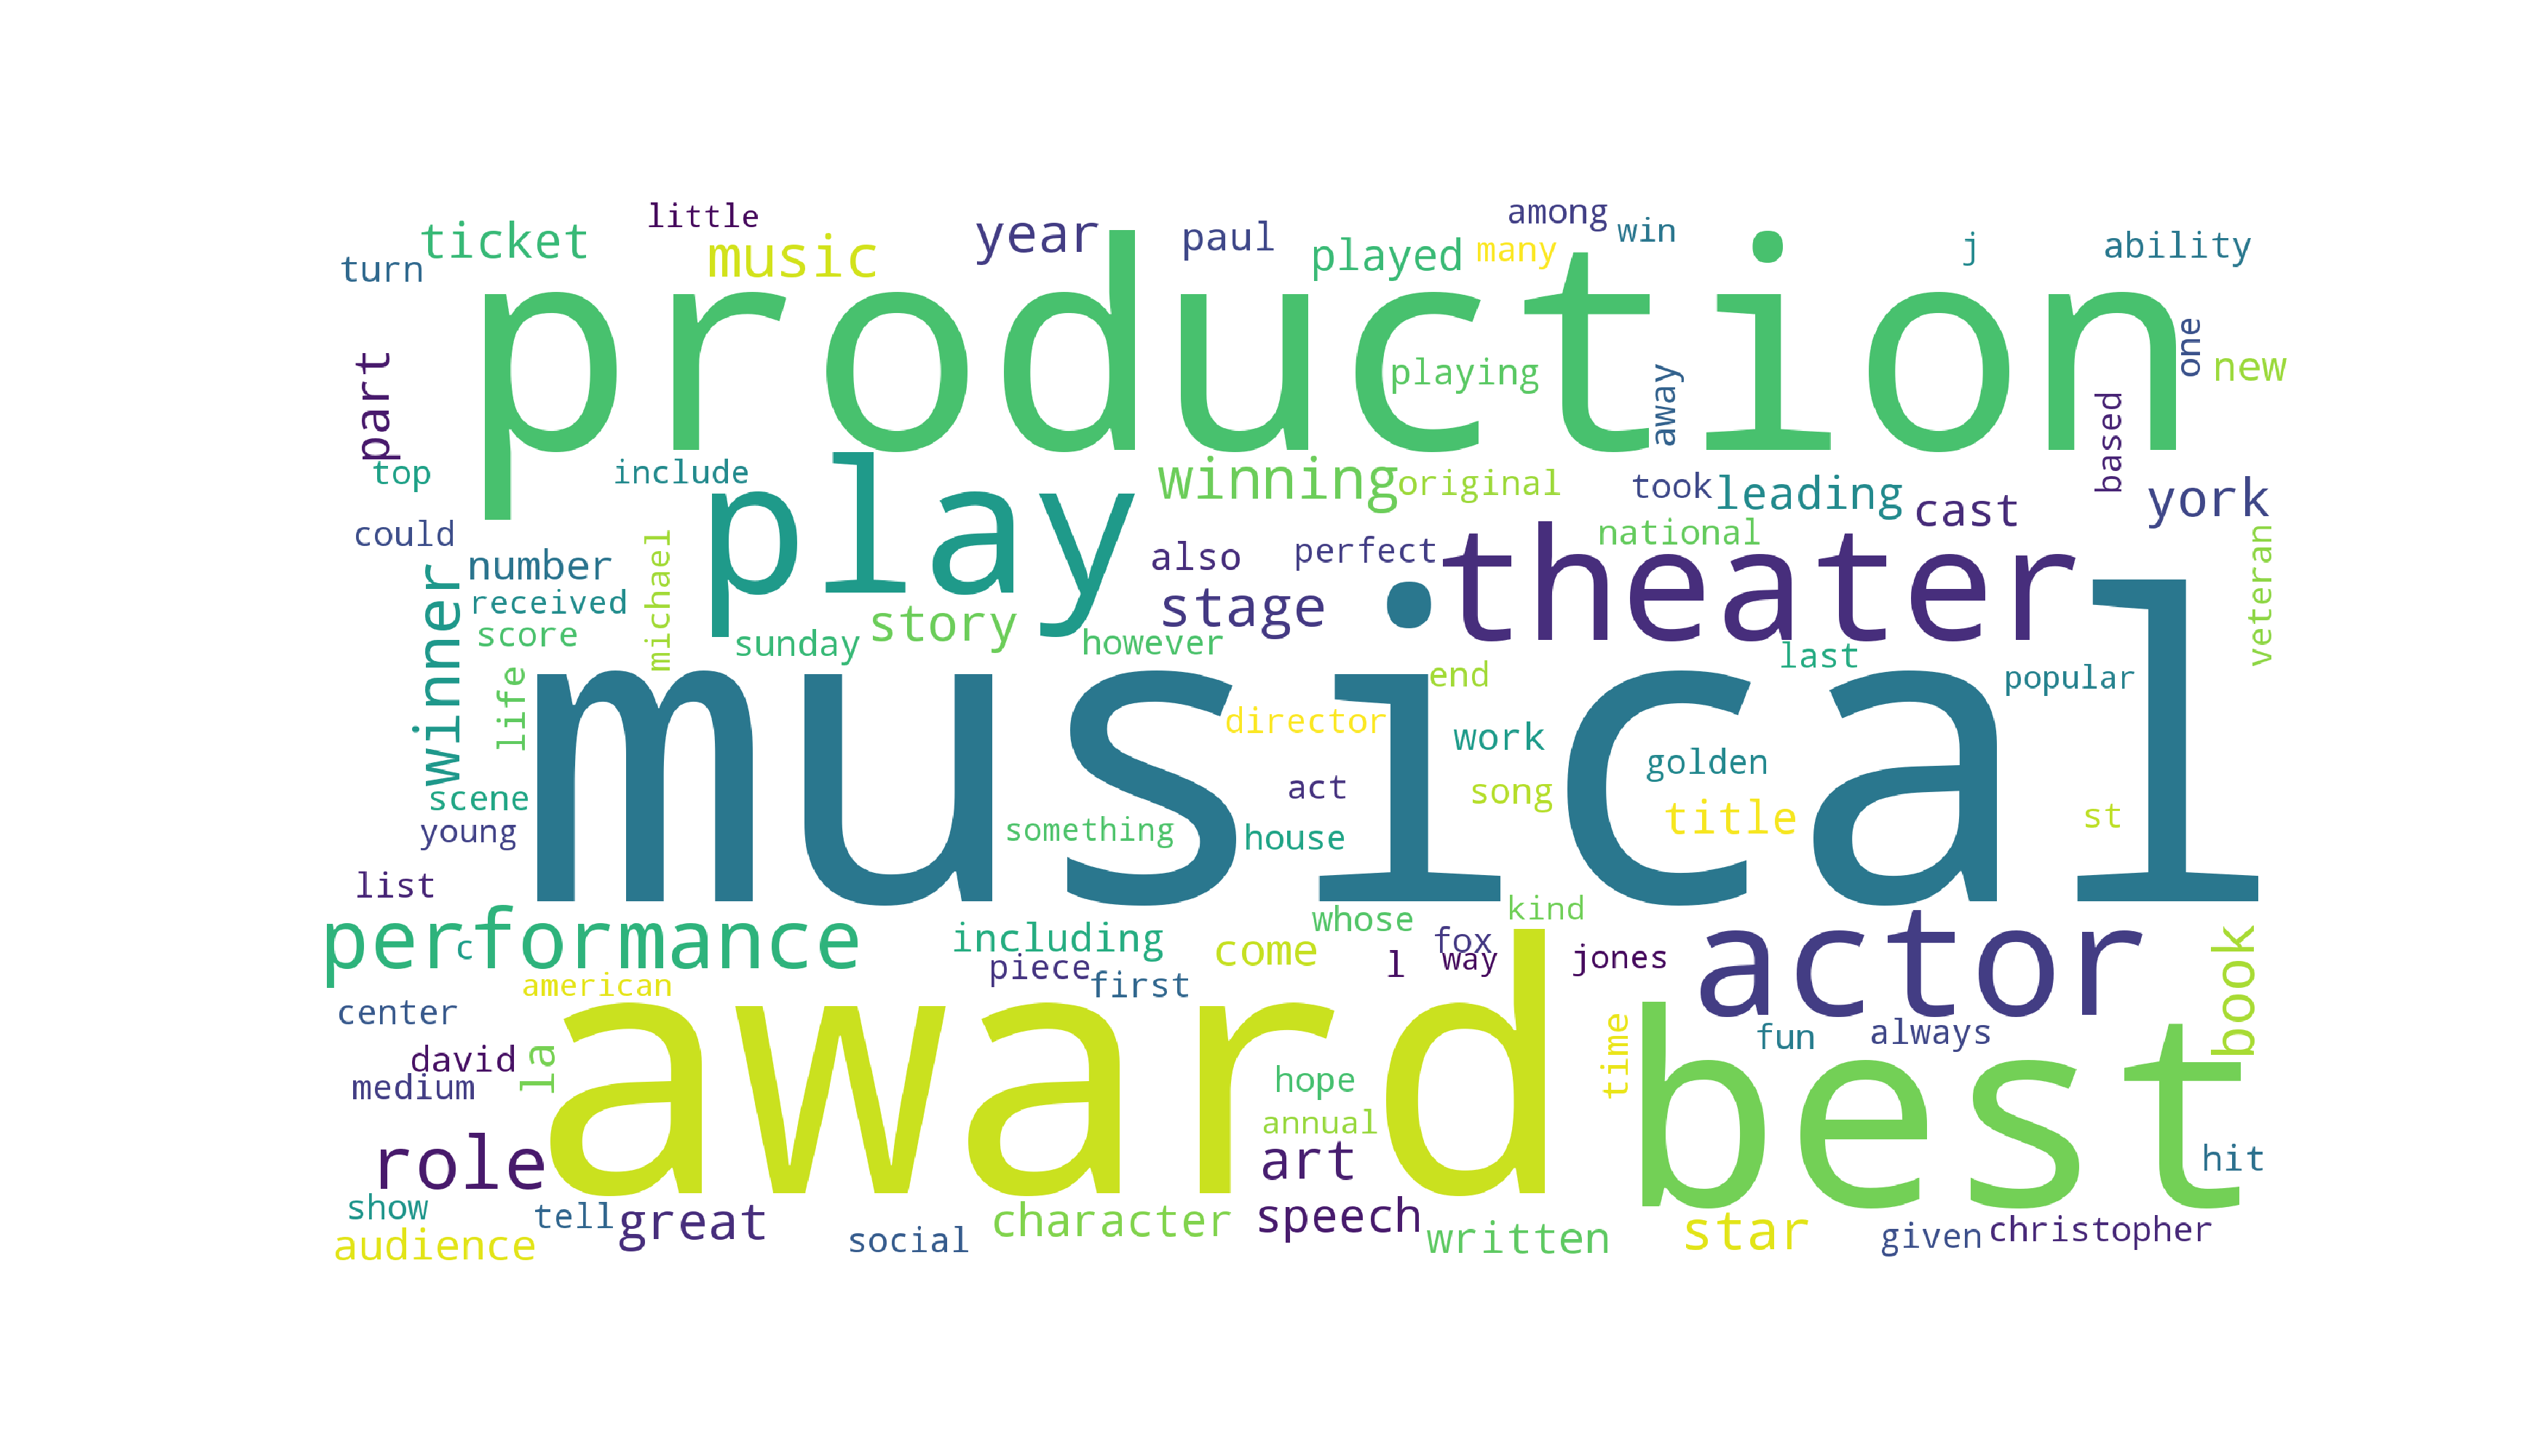 little
among
win
ticket
music
year
paul
played
many
j
ability
turn
production
one
new
part
playing
away
based
top
include
play
winning
original
took
leading
cast
york
could
number
michael
also
perfect
national
theater
veteran
winner
received
score
sunday
story
stage
however
last
life
musical
end
popular
director
work
golden
scene
act
song
title
st
young
something
house
list
performance
c
including
whose
kind
actor
book
come
fox
piece
l
way
jones
american
first
award
center
best
time
fun
always
david
la
medium
hope
annual
role
art
hit
show
tell
great
character
speech
star
christopher
audience
social
written
given